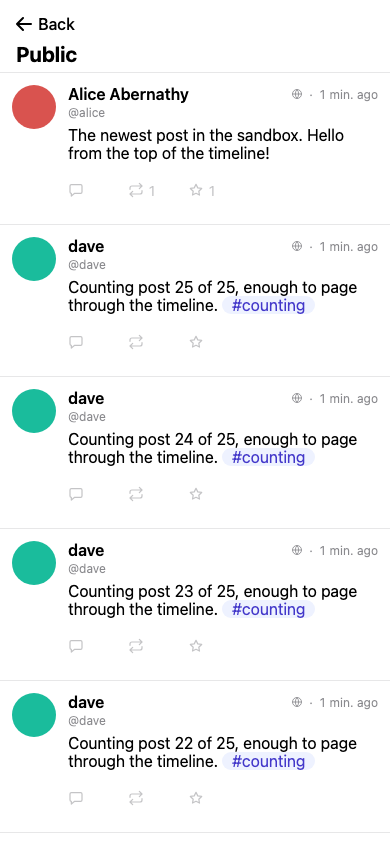 Back
Public
Alice Abernathy · 1 min. ago
@alice
The newest post in the sandbox. Hello
from the top of the timeline!
1 1
dave · 1 min. ago
@dave
Counting post 25 of 25, enough to page
through the timeline. #counting
dave · 1 min. ago
@dave
Counting post 24 of 25, enough to page
through the timeline. #counting
dave · 1 min. ago
@dave
Counting post 23 of 25, enough to page
through the timeline. #counting
dave · 1 min. ago
@dave
Counting post 22 of 25, enough to page
through the timeline. #counting